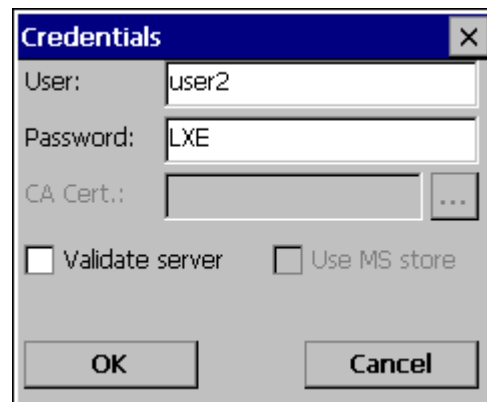 Credentials
User: user2
Password: LXE
CA Cert.: ...
Validate server Use MS store
OK Cancel